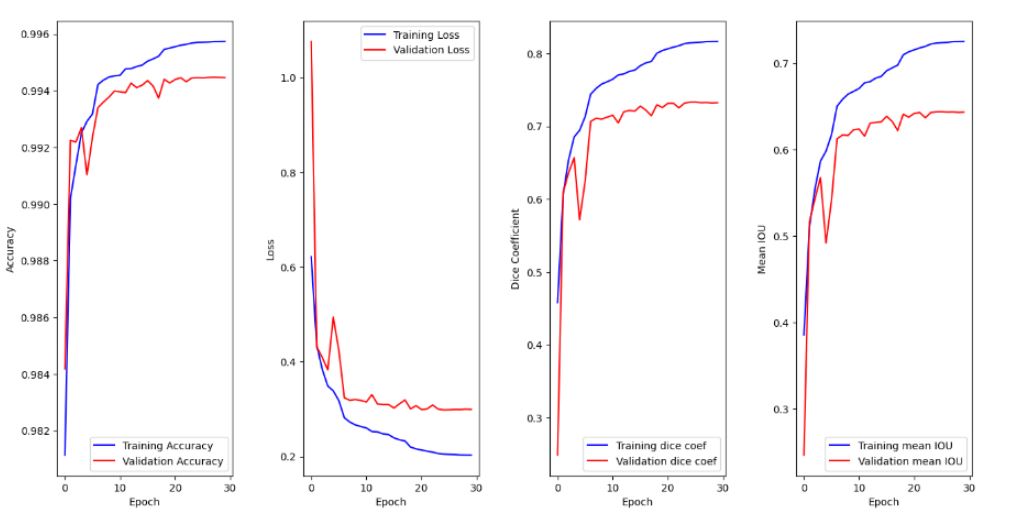 Accuracy
0.996
0.994
0.992
0.990
0.988
0.986
0.984
0.982
0
10
20
30
Epoch
Training Accuracy
Validation Accuracy
Loss
1.0
0.8
0.6
0.4
0.2
0
10
20
30
Epoch
Training Loss
Validation Loss
Dice Coefficient
0.8
0.7
0.6
0.5
0.4
0.3
0
10
20
30
Epoch
Training dice coef
Validation dice coef
Mean IOU
0.7
0.6
0.5
0.4
0.3
0
10
20
30
Epoch
Training mean IOU
Validation mean IOU